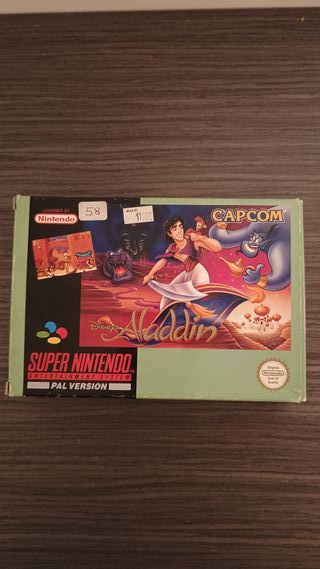 LICENSED BY
Nintendo
58
CAPCOM
Disney's
Aladdin
SUPER NINTENDO
ENTERTAINMENT SYSTEM
PAL VERSION
Original
Nintendo
Seal of
Quality